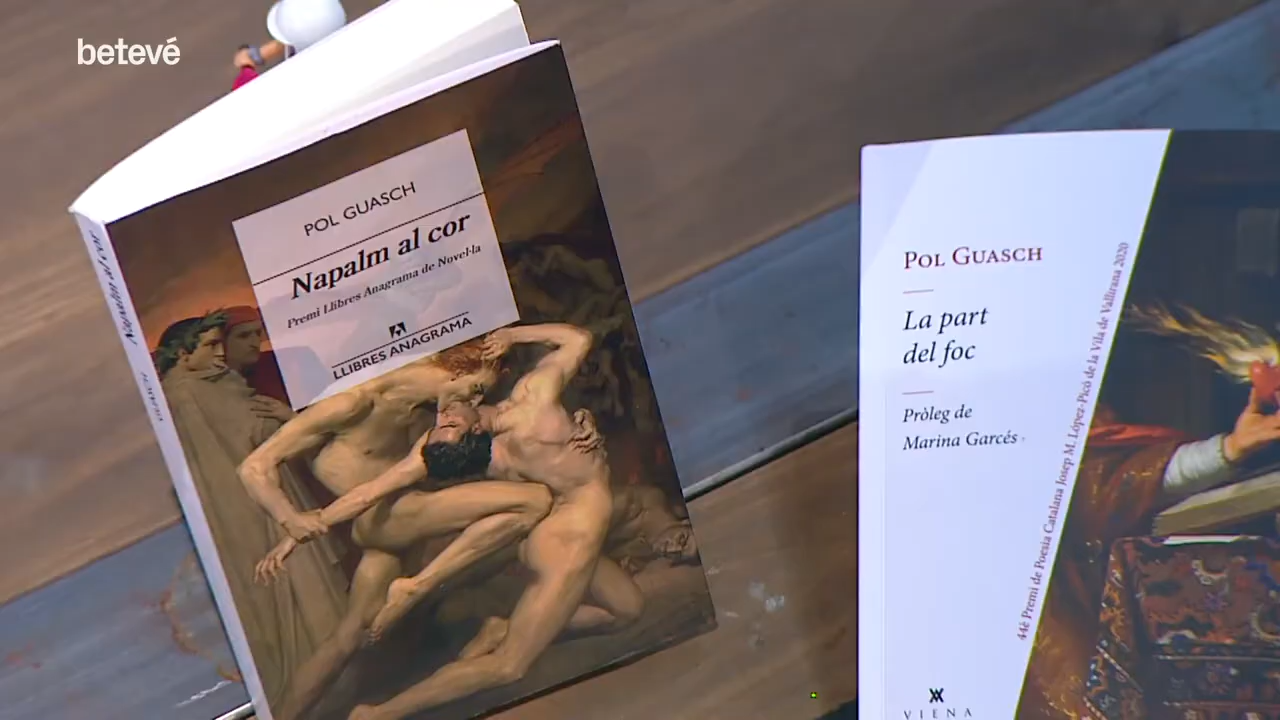 betevé
POL GUASCH
Napalm al cor
Premi Llibres Anagrama de Novel·la
LLIBRES ANAGRAMA
Napalm al cor
POL GUASCH
La part
del foc
Pròleg de
Marina Garcés
44è Premi de Poesia Catalana Josep M. López-Picó de la Vila de Vallirana 2020
VIENA